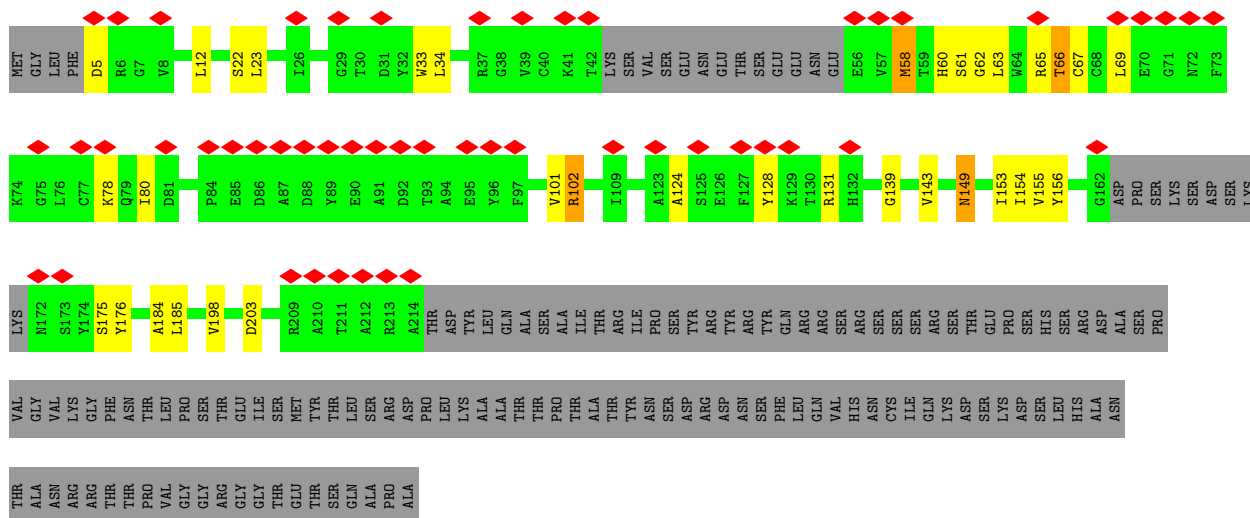 MET GLY LEU PHE D5 R6 G7 V8 L12 S22 L23 I26 G29 T30 D31 Y32 W33 L34 R37 G38 V39 C40 K41 T42 LYS SER VAL SER GLU ASN GLU THR SER GLU GLU ASN GLU E56 V57 M58 T59 H60 S61 G62 L63 W64 R65 T66 C67 C68 L69 E70 G71 N72 F73
K74 G75 L76 C77 K78 Q79 I80 D81 P84 E85 D86 A87 D88 Y89 E90 A91 D92 T93 A94 E95 Y96 F97 V101 R102 I109 A123 A124 S125 E126 F127 Y128 K129 T130 R131 H132 G139 V143 N149 I153 I154 V155 Y156 G162 ASP PRO SER LYS SER ASP SER LYS
LYS N172 S173 Y174 S175 Y176 A184 L185 V198 D203 R209 A210 T211 A212 R213 A214 THR ASP TYR LEU GLN ALA SER ALA ILE THR ARG ILE PRO SER TYR ARG TYR ARG TYR GLN ARG ARG SER ARG SER SER SER ARG SER THR GLU PRO SER HIS SER ARG ASP ALA SER PRO
VAL GLY VAL LYS GLY PHE ASN THR LEU PRO SER THR GLU ILE SER MET TYR THR LEU SER ARG ASP PRO LEU LYS ALA ALA THR THR PRO THR ALA THR TYR ASN SER ASP ARG ASP ASN SER PHE LEU GLN VAL HIS ASN CYS ILE GLN LYS ASP SER LYS ASP SER LEU HIS ALA ASN
THR ALA ASN ARG ARG THR THR PRO VAL GLY GLY ARG GLY GLY THR GLU THR SER GLN ALA PRO ALA